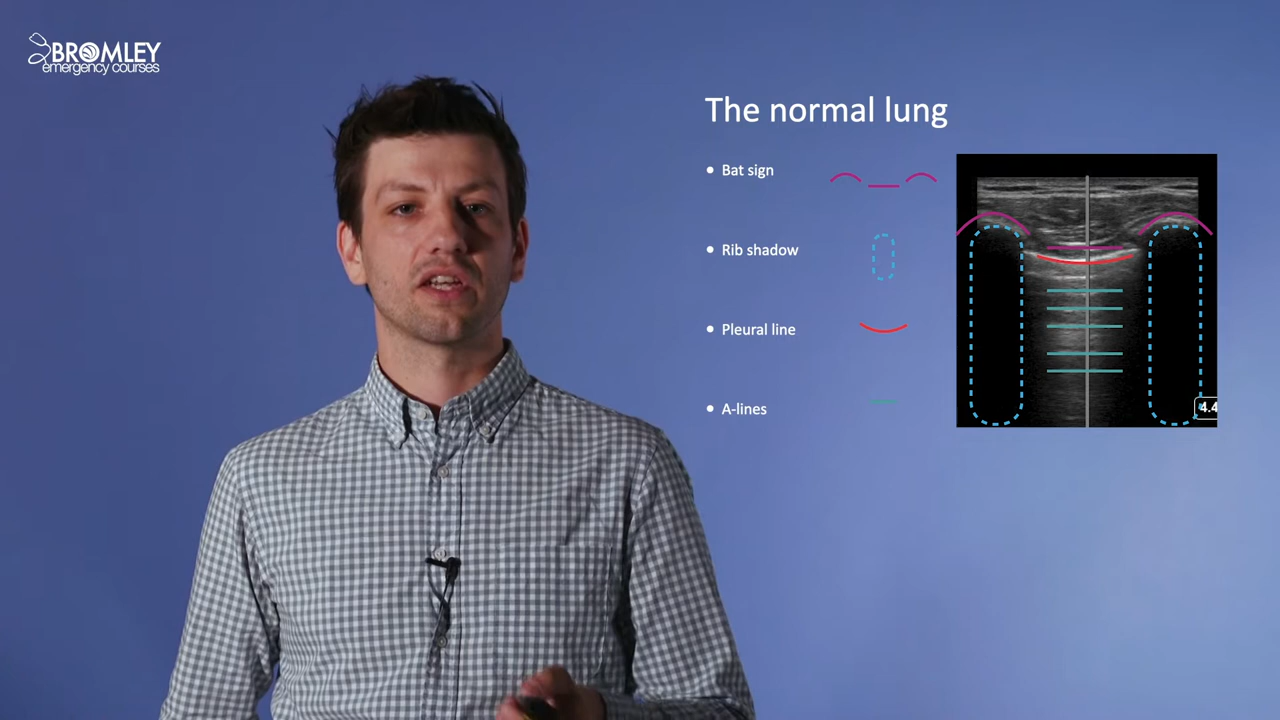 BROMLEY
emergency courses
The normal lung
• Bat sign
• Rib shadow
• Pleural line
• A-lines
4.4